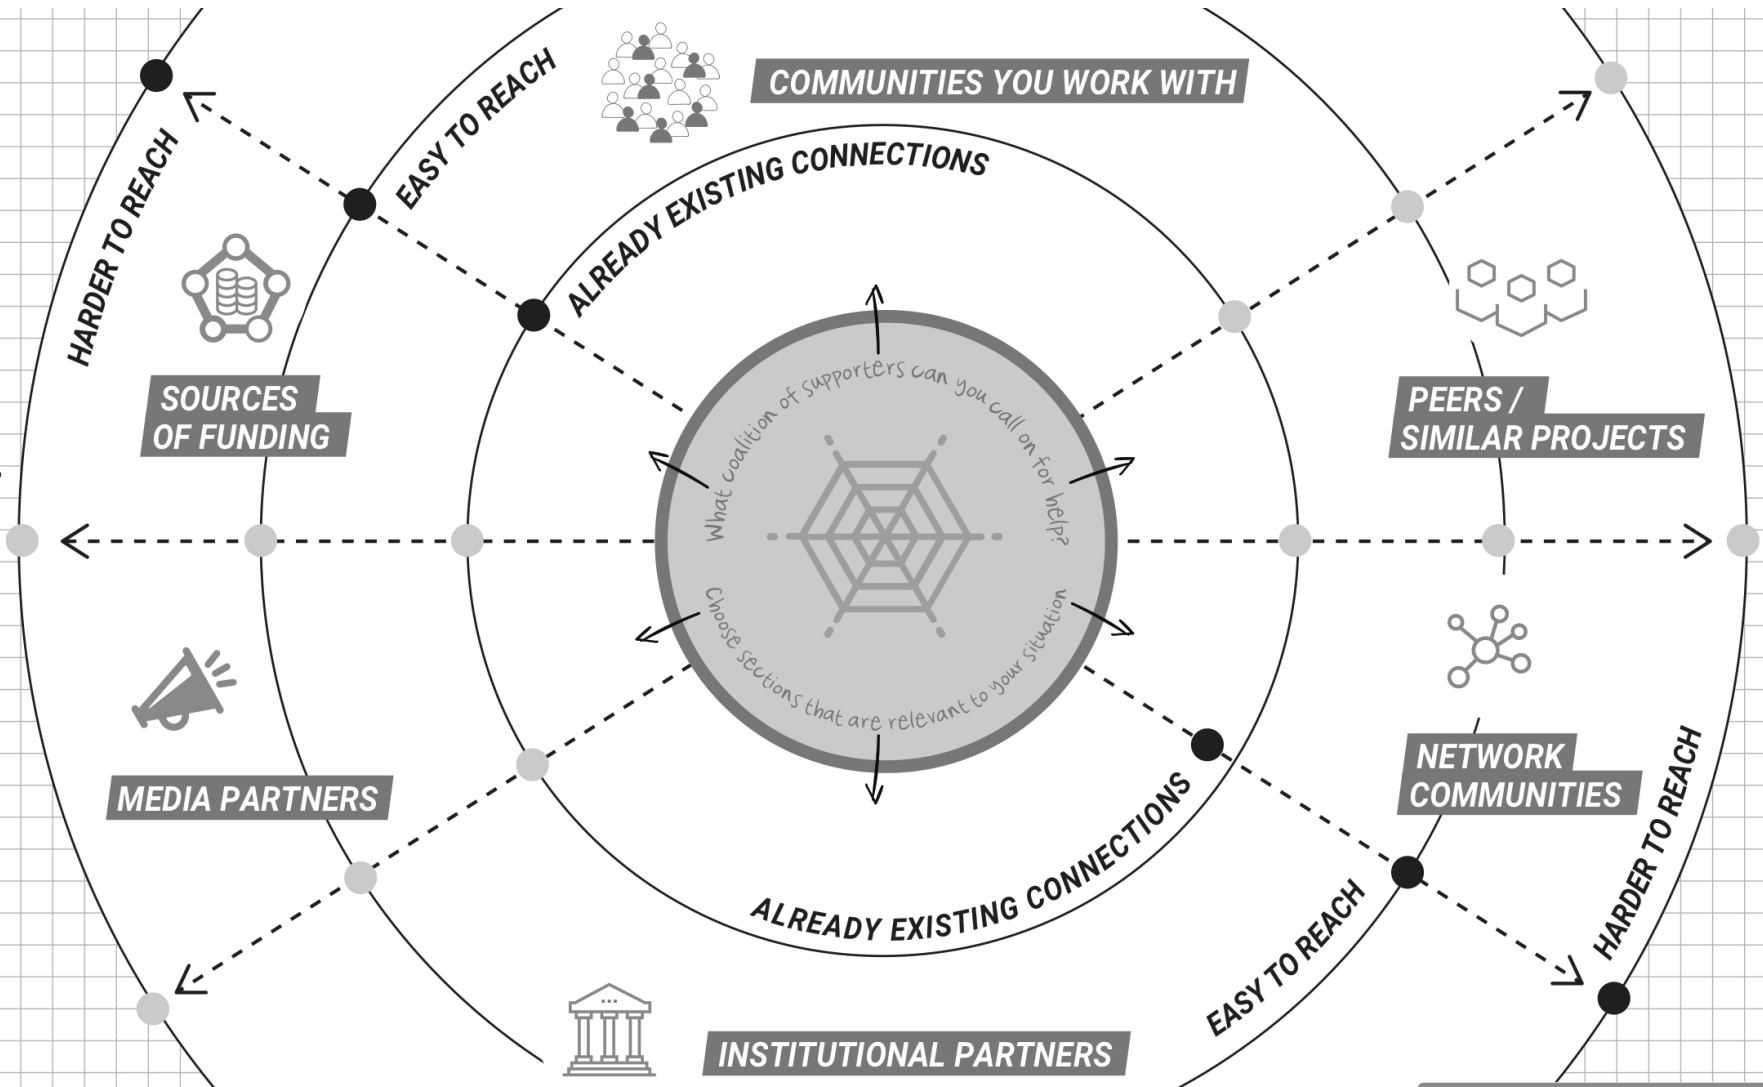 COMMUNITIES YOU WORK WITH
EASY TO REACH
HARDER TO REACH
ALREADY EXISTING CONNECTIONS
SOURCES
OF FUNDING
PEERS /
SIMILAR PROJECTS
What coalition of supporters can you call on for help?
Choose sections that are relevant to your situation
MEDIA PARTNERS
NETWORK
COMMUNITIES
ALREADY EXISTING CONNECTIONS
EASY TO REACH
HARDER TO REACH
INSTITUTIONAL PARTNERS